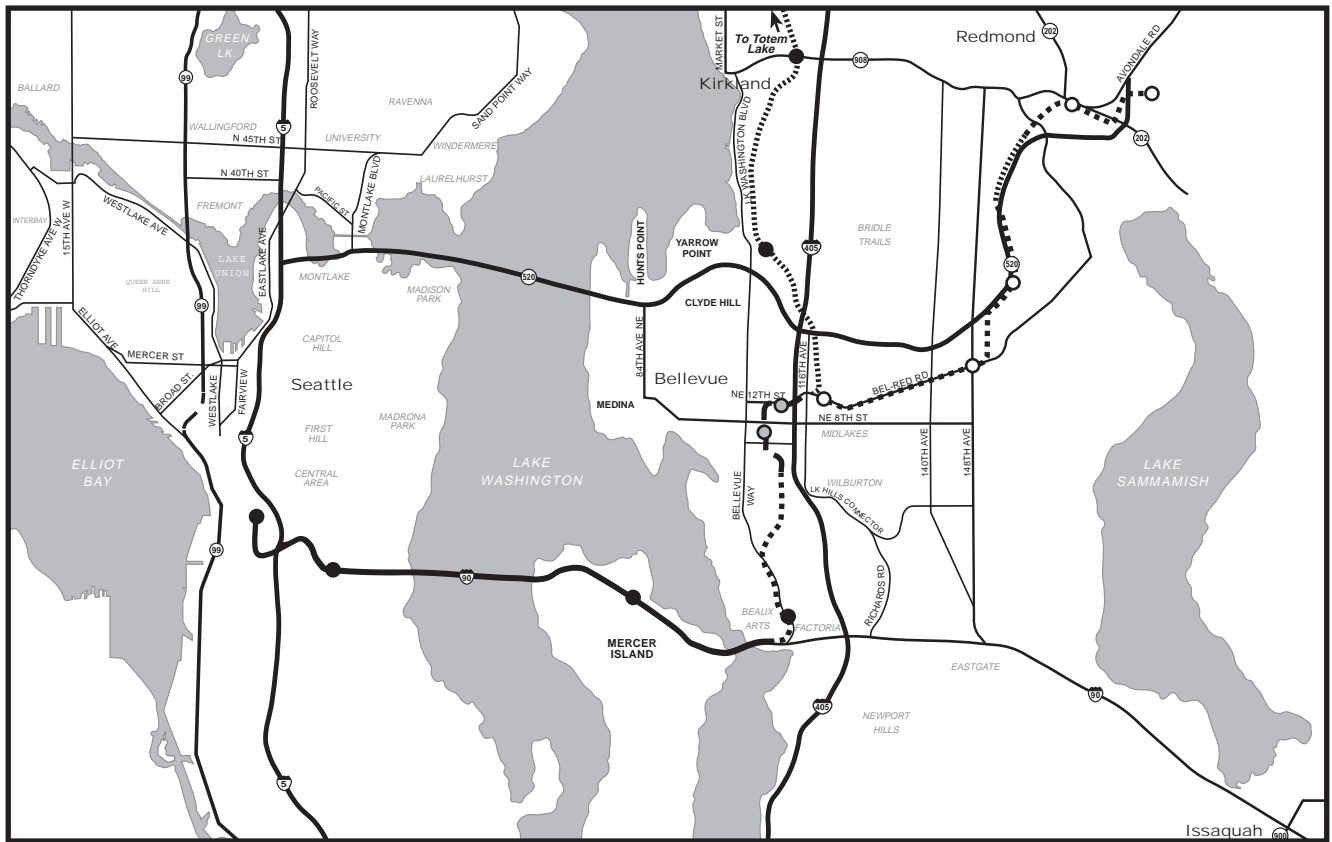 GREEN
LK.
ROOSEVELT WAY
MARKET ST
To Totem
Lake
908
Redmond
202
AVONDALE RD
99
BALLARD
Kirkland
RAVENNA
SAND POINT WAY
5
WALLINGFORD
N 45TH ST
UNIVERSITY
WINDERMERE
LK WASHINGTON BLVD
202
N 40TH ST
LAURELHURST
PACIFIC ST
MONTLAKE BLVD
WESTLAKE AVE
FREMONT
INTERBAY
15TH AVE W
THORNDYKE AVE W
EASTLAKE AVE
LAKE
UNION
HUNTS POINT
YARROW
POINT
405
BRIDLE
TRAILS
520
MONTLAKE
520
QUEEN ANNE
HILL
MADISON
PARK
CLYDE HILL
99
ELLIOT AVE
MERCER ST
CAPITOL
HILL
84TH AVE NE
116TH AVE
Seattle
Bellevue
BEL-RED RD
BROAD ST.
WESTLAKE
FAIRVIEW
NE 12TH ST
MEDINA
NE 8TH ST
MADRONA
PARK
FIRST
HILL
MIDLAKES
5
140TH AVE
148TH AVE
ELLIOT
BAY
CENTRAL
AREA
LAKE
WASHINGTON
BELLEVUE
WAY
WILBURTON
LK HILLS CONNECTOR
LAKE
SAMMAMISH
99
90
RICHARDS RD
BEAUX
ARTS
FACTORIA
MERCER
ISLAND
EASTGATE
90
405
NEWPORT
HILLS
5
Issaquah
900